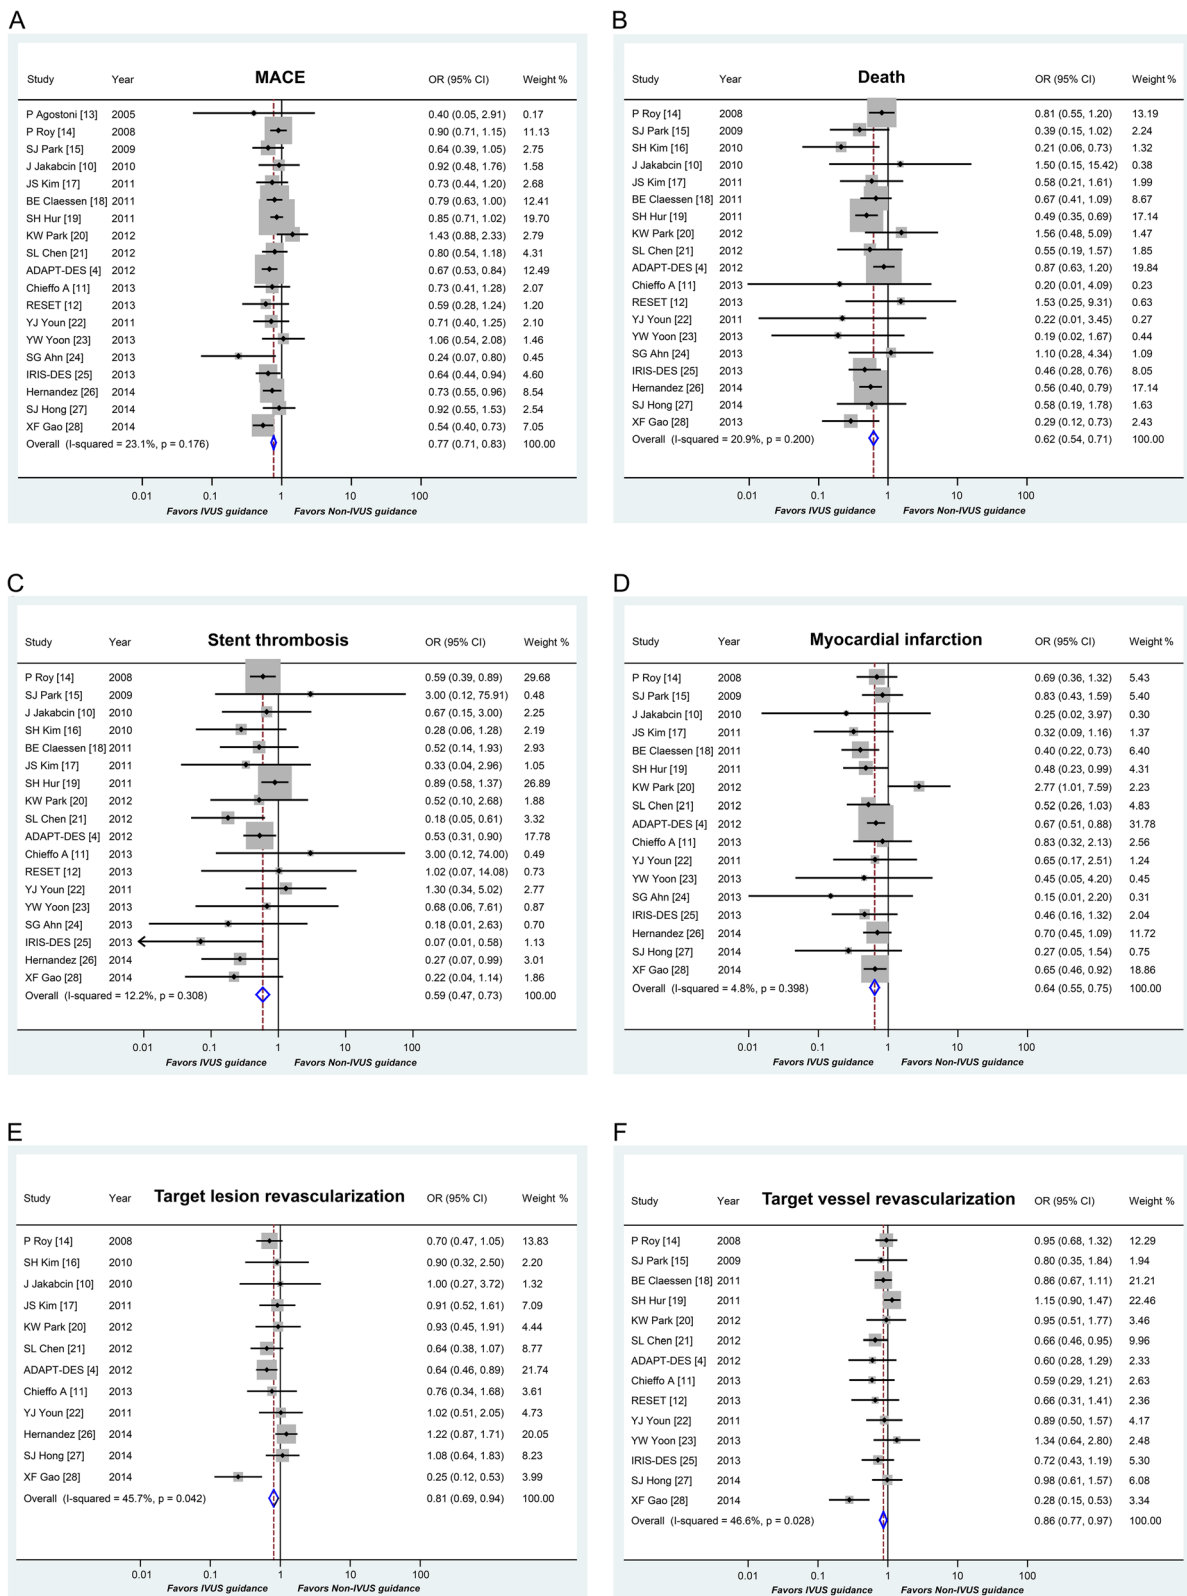 A
MACE
Study Year OR (95% CI) Weight %
P Agostoni [13] 2005 0.40 (0.05, 2.91) 0.17
P Roy [14] 2008 0.90 (0.71, 1.15) 11.13
SJ Park [15] 2009 0.64 (0.39, 1.05) 2.75
J Jakabcin [10] 2010 0.92 (0.48, 1.76) 1.58
JS Kim [17] 2011 0.73 (0.44, 1.20) 2.68
BE Claessen [18] 2011 0.79 (0.63, 1.00) 12.41
SH Hur [19] 2011 0.85 (0.71, 1.02) 19.70
KW Park [20] 2012 1.43 (0.88, 2.33) 2.79
SL Chen [21] 2012 0.80 (0.54, 1.18) 4.31
ADAPT-DES [4] 2012 0.67 (0.53, 0.84) 12.49
Chieffo A [11] 2013 0.73 (0.41, 1.28) 2.07
RESET [12] 2013 0.59 (0.28, 1.24) 1.20
YJ Youn [22] 2011 0.71 (0.40, 1.25) 2.10
YW Yoon [23] 2013 1.06 (0.54, 2.08) 1.46
SG Ahn [24] 2013 0.24 (0.07, 0.80) 0.45
IRIS-DES [25] 2013 0.64 (0.44, 0.94) 4.60
Hernandez [26] 2014 0.73 (0.55, 0.96) 8.54
SJ Hong [27] 2014 0.92 (0.55, 1.53) 2.54
XF Gao [28] 2014 0.54 (0.40, 0.73) 7.05
Overall (I-squared = 23.1%, p = 0.176) 0.77 (0.71, 0.83) 100.00
0.01 0.1 1 10 100
Favors IVUS guidance Favors Non-IVUS guidance
B
Death
Study Year OR (95% CI) Weight %
P Roy [14] 2008 0.81 (0.55, 1.20) 13.19
SJ Park [15] 2009 0.39 (0.15, 1.02) 2.24
SH Kim [16] 2010 0.21 (0.06, 0.73) 1.32
J Jakabcin [10] 2010 1.50 (0.15, 15.42) 0.38
JS Kim [17] 2011 0.58 (0.21, 1.61) 1.99
BE Claessen [18] 2011 0.67 (0.41, 1.09) 8.67
SH Hur [19] 2011 0.49 (0.35, 0.69) 17.14
KW Park [20] 2012 1.56 (0.48, 5.09) 1.47
SL Chen [21] 2012 0.55 (0.19, 1.57) 1.85
ADAPT-DES [4] 2012 0.87 (0.63, 1.20) 19.84
Chieffo A [11] 2013 0.20 (0.01, 4.09) 0.23
RESET [12] 2013 1.53 (0.25, 9.31) 0.63
YJ Youn [22] 2011 0.22 (0.01, 3.45) 0.27
YW Yoon [23] 2013 0.19 (0.02, 1.67) 0.44
SG Ahn [24] 2013 1.10 (0.28, 4.34) 1.09
IRIS-DES [25] 2013 0.46 (0.28, 0.76) 8.05
Hernandez [26] 2014 0.56 (0.40, 0.79) 17.14
SJ Hong [27] 2014 0.58 (0.19, 1.78) 1.63
XF Gao [28] 2014 0.29 (0.12, 0.73) 2.43
Overall (I-squared = 20.9%, p = 0.200) 0.62 (0.54, 0.71) 100.00
0.01 0.1 1 10 100
Favors IVUS guidance Favors Non-IVUS guidance
C
Stent thrombosis
Study Year OR (95% CI) Weight %
P Roy [14] 2008 0.59 (0.39, 0.89) 29.68
SJ Park [15] 2009 3.00 (0.12, 75.91) 0.48
J Jakabcin [10] 2010 0.67 (0.15, 3.00) 2.25
SH Kim [16] 2010 0.28 (0.06, 1.28) 2.19
BE Claessen [18] 2011 0.52 (0.14, 1.93) 2.93
JS Kim [17] 2011 0.33 (0.04, 2.96) 1.05
SH Hur [19] 2011 0.89 (0.58, 1.37) 26.89
KW Park [20] 2012 0.52 (0.10, 2.68) 1.88
SL Chen [21] 2012 0.18 (0.05, 0.61) 3.32
ADAPT-DES [4] 2012 0.53 (0.31, 0.90) 17.78
Chieffo A [11] 2013 3.00 (0.12, 74.00) 0.49
RESET [12] 2013 1.02 (0.07, 14.08) 0.73
YJ Youn [22] 2011 1.30 (0.34, 5.02) 2.77
YW Yoon [23] 2013 0.68 (0.06, 7.61) 0.87
SG Ahn [24] 2013 0.18 (0.01, 2.63) 0.70
IRIS-DES [25] 2013 0.07 (0.01, 0.58) 1.13
Hernandez [26] 2014 0.27 (0.07, 0.99) 3.01
XF Gao [28] 2014 0.22 (0.04, 1.14) 1.86
Overall (I-squared = 12.2%, p = 0.308) 0.59 (0.47, 0.73) 100.00
0.01 0.1 1 10 100
Favors IVUS guidance Favors Non-IVUS guidance
D
Myocardial infarction
Study Year OR (95% CI) Weight %
P Roy [14] 2008 0.69 (0.36, 1.32) 5.43
SJ Park [15] 2009 0.83 (0.43, 1.59) 5.40
J Jakabcin [10] 2010 0.25 (0.02, 3.97) 0.30
JS Kim [17] 2011 0.32 (0.09, 1.16) 1.37
BE Claessen [18] 2011 0.40 (0.22, 0.73) 6.40
SH Hur [19] 2011 0.48 (0.23, 0.99) 4.31
KW Park [20] 2012 2.77 (1.01, 7.59) 2.23
SL Chen [21] 2012 0.52 (0.26, 1.03) 4.83
ADAPT-DES [4] 2012 0.67 (0.51, 0.88) 31.78
Chieffo A [11] 2013 0.83 (0.32, 2.13) 2.56
YJ Youn [22] 2011 0.65 (0.17, 2.51) 1.24
YW Yoon [23] 2013 0.45 (0.05, 4.20) 0.45
SG Ahn [24] 2013 0.15 (0.01, 2.20) 0.31
IRIS-DES [25] 2013 0.46 (0.16, 1.32) 2.04
Hernandez [26] 2014 0.70 (0.45, 1.09) 11.72
SJ Hong [27] 2014 0.27 (0.05, 1.54) 0.75
XF Gao [28] 2014 0.65 (0.46, 0.92) 18.86
Overall (I-squared = 4.8%, p = 0.398) 0.64 (0.55, 0.75) 100.00
0.01 0.1 1 10 100
Favors IVUS guidance Favors Non-IVUS guidance
E
Target lesion revascularization
Study Year OR (95% CI) Weight %
P Roy [14] 2008 0.70 (0.47, 1.05) 13.83
SH Kim [16] 2010 0.90 (0.32, 2.50) 2.20
J Jakabcin [10] 2010 1.00 (0.27, 3.72) 1.32
JS Kim [17] 2011 0.91 (0.52, 1.61) 7.09
KW Park [20] 2012 0.93 (0.45, 1.91) 4.44
SL Chen [21] 2012 0.64 (0.38, 1.07) 8.77
ADAPT-DES [4] 2012 0.64 (0.46, 0.89) 21.74
Chieffo A [11] 2013 0.76 (0.34, 1.68) 3.61
YJ Youn [22] 2011 1.02 (0.51, 2.05) 4.73
Hernandez [26] 2014 1.22 (0.87, 1.71) 20.05
SJ Hong [27] 2014 1.08 (0.64, 1.83) 8.23
XF Gao [28] 2014 0.25 (0.12, 0.53) 3.99
Overall (I-squared = 45.7%, p = 0.042) 0.81 (0.69, 0.94) 100.00
0.01 0.1 1 10 100
Favors IVUS guidance Favors Non-IVUS guidance
F
Target vessel revascularization
Study Year OR (95% CI) Weight %
P Roy [14] 2008 0.95 (0.68, 1.32) 12.29
SJ Park [15] 2009 0.80 (0.35, 1.84) 1.94
BE Claessen [18] 2011 0.86 (0.67, 1.11) 21.21
SH Hur [19] 2011 1.15 (0.90, 1.47) 22.46
KW Park [20] 2012 0.95 (0.51, 1.77) 3.46
SL Chen [21] 2012 0.66 (0.46, 0.95) 9.96
ADAPT-DES [4] 2012 0.60 (0.28, 1.29) 2.33
Chieffo A [11] 2013 0.59 (0.29, 1.21) 2.63
RESET [12] 2013 0.66 (0.31, 1.41) 2.36
YJ Youn [22] 2011 0.89 (0.50, 1.57) 4.17
YW Yoon [23] 2013 1.34 (0.64, 2.80) 2.48
IRIS-DES [25] 2013 0.72 (0.43, 1.19) 5.30
SJ Hong [27] 2014 0.98 (0.61, 1.57) 6.08
XF Gao [28] 2014 0.28 (0.15, 0.53) 3.34
Overall (I-squared = 46.6%, p = 0.028) 0.86 (0.77, 0.97) 100.00
0.01 0.1 1 10 100
Favors IVUS guidance Favors Non-IVUS guidance